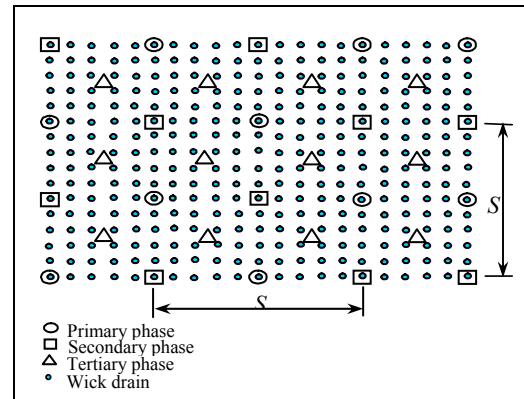 S
S
Primary phase
Secondary phase
Tertiary phase
Wick drain